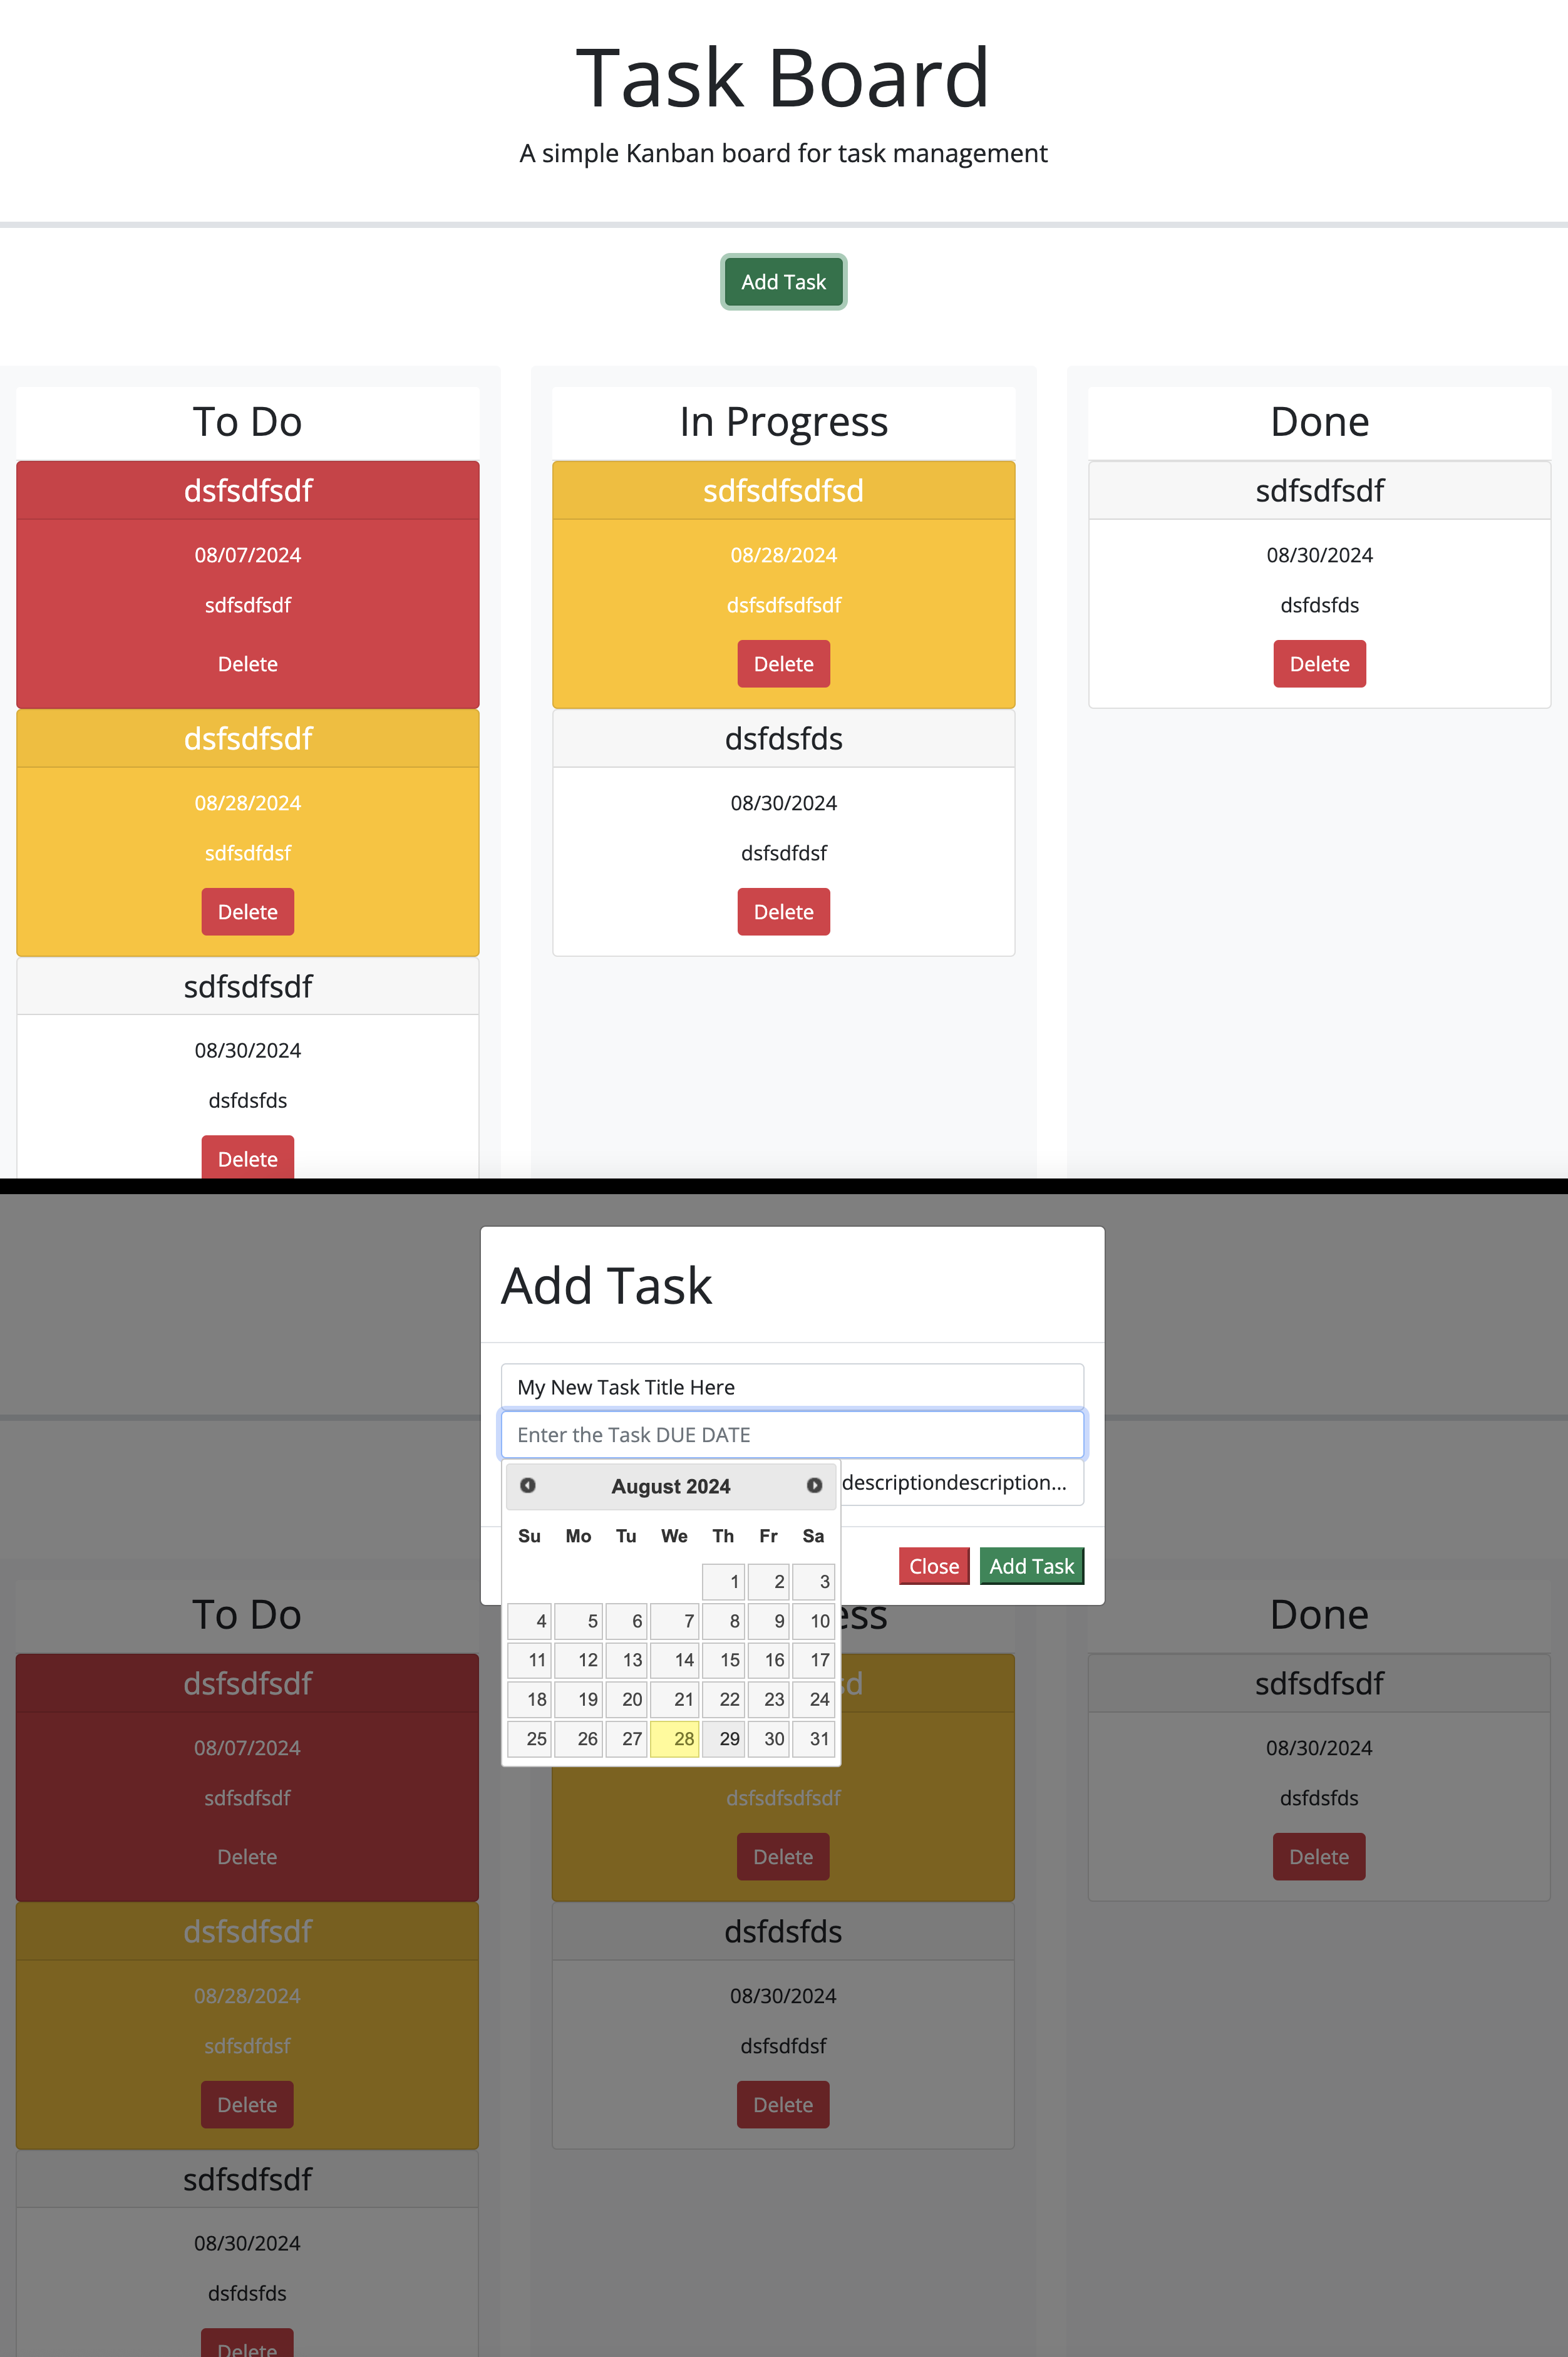 Task Board
A simple Kanban board for task management
Add Task
To Do
dsfsdfsdf
08/07/2024
sdfsdfsdf
Delete
dsfsdfsdf
08/28/2024
sdfsdfdsf
Delete
sdfsdfsdf
08/30/2024
dsfdsfds
Delete
In Progress
sdfsdfsdfsd
08/28/2024
dsfsdfsdfsdf
Delete
dsfdsfds
08/30/2024
dsfsdfdsf
Delete
Done
sdfsdfsdf
08/30/2024
dsfdsfds
Delete
Add Task
My New Task Title Here
Enter the Task DUE DATE
descriptiondescription...
August 2024
Su Mo Tu We Th Fr Sa
1 2 3
4 5 6 7 8 9 10
11 12 13 14 15 16 17
18 19 20 21 22 23 24
25 26 27 28 29 30 31
Close Add Task
To Do
dsfsdfsdf
08/07/2024
sdfsdfsdf
Delete
dsfsdfsdf
08/28/2024
sdfsdfdsf
Delete
sdfsdfsdf
08/30/2024
dsfdsfds
Delete
ess
sd
dsfsdfsdfsdf
Delete
dsfdsfds
08/30/2024
dsfsdfdsf
Delete
Done
sdfsdfsdf
08/30/2024
dsfdsfds
Delete